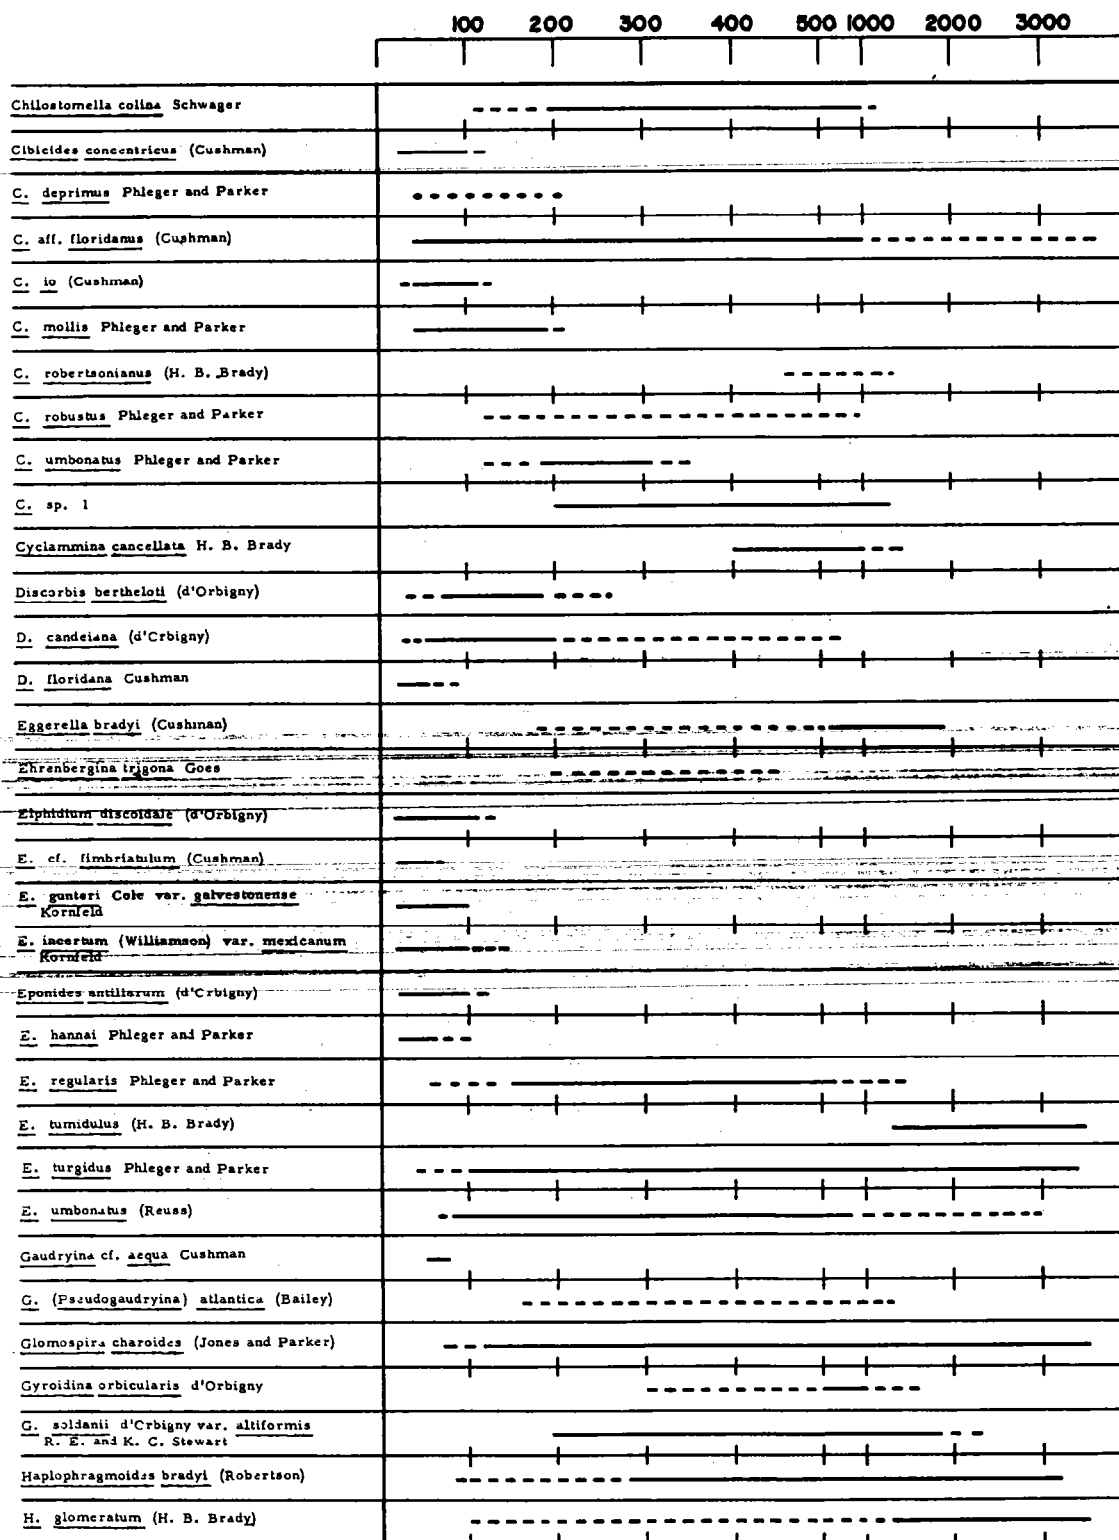 100 200 300 400 500 1000 2000 3000
Chilostomella colina Schwager
Cibicides concentricus (Cushman)
C. deprimus Phleger and Parker
C. aff. floridanus (Cushman)
C. io (Cushman)
C. mollis Phleger and Parker
C. robertsonianus (H. B. Brady)
C. robustus Phleger and Parker
C. umbonatus Phleger and Parker
C. sp. 1
Cyclammina cancellata H. B. Brady
Discorbis bertheloti (d'Orbigny)
D. candeiana (d'Crbigny)
D. floridana Cushman
Eggerella bradyi (Cushman)
Ehrenbergina trigona Goes
Elphidium discoidale (d'Orbigny)
E. cf. fimbriatulum (Cushman)
E. gunteri Cole var. galvestonense
Kornfeld
E. incertum (Williamson) var. mexicanum
Kornfeld
Eponides antillarum (d'Crbigny)
E. hannai Phleger and Parker
E. regularis Phleger and Parker
E. tumidulus (H. B. Brady)
E. turgidus Phleger and Parker
E. umbonatus (Reuss)
Gaudryina cf. aequa Cushman
G. (Pseudogaudryina) atlantica (Bailey)
Glomospira charoides (Jones and Parker)
Gyroidina orbicularis d'Orbigny
G. soldanii d'Crbigny var. altiformis
R. E. and K. C. Stewart
Haplophragmoides bradyi (Robertson)
H. glomeratum (H. B. Brady)